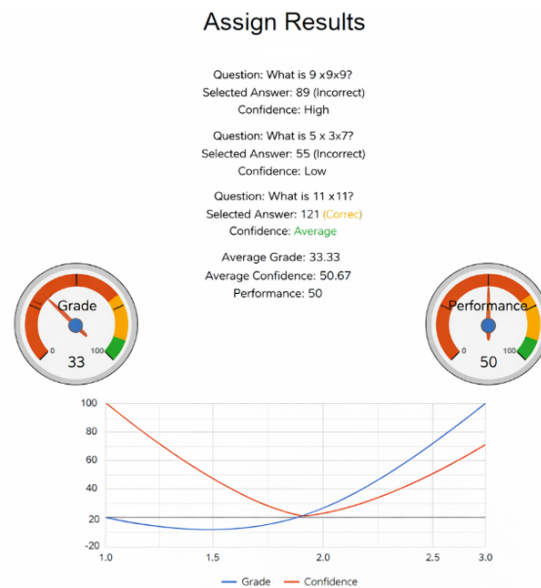 Assign Results
Question: What is 9 x9x9?
Selected Answer: 89 (Incorrect)
Confidence: High
Question: What is 5 x 3x7?
Selected Answer: 55 (Incorrect)
Confidence: Low
Question: What is 11 x11?
Selected Answer: 121 (Correc)
Confidence: Average
Average Grade: 33.33
Average Confidence: 50.67
Performance: 50
Grade
0 100
33
Performance
0 100
50
100
80
60
40
20
-20
1.0 1.5 2.0 2.5 3.0
Grade Confidence